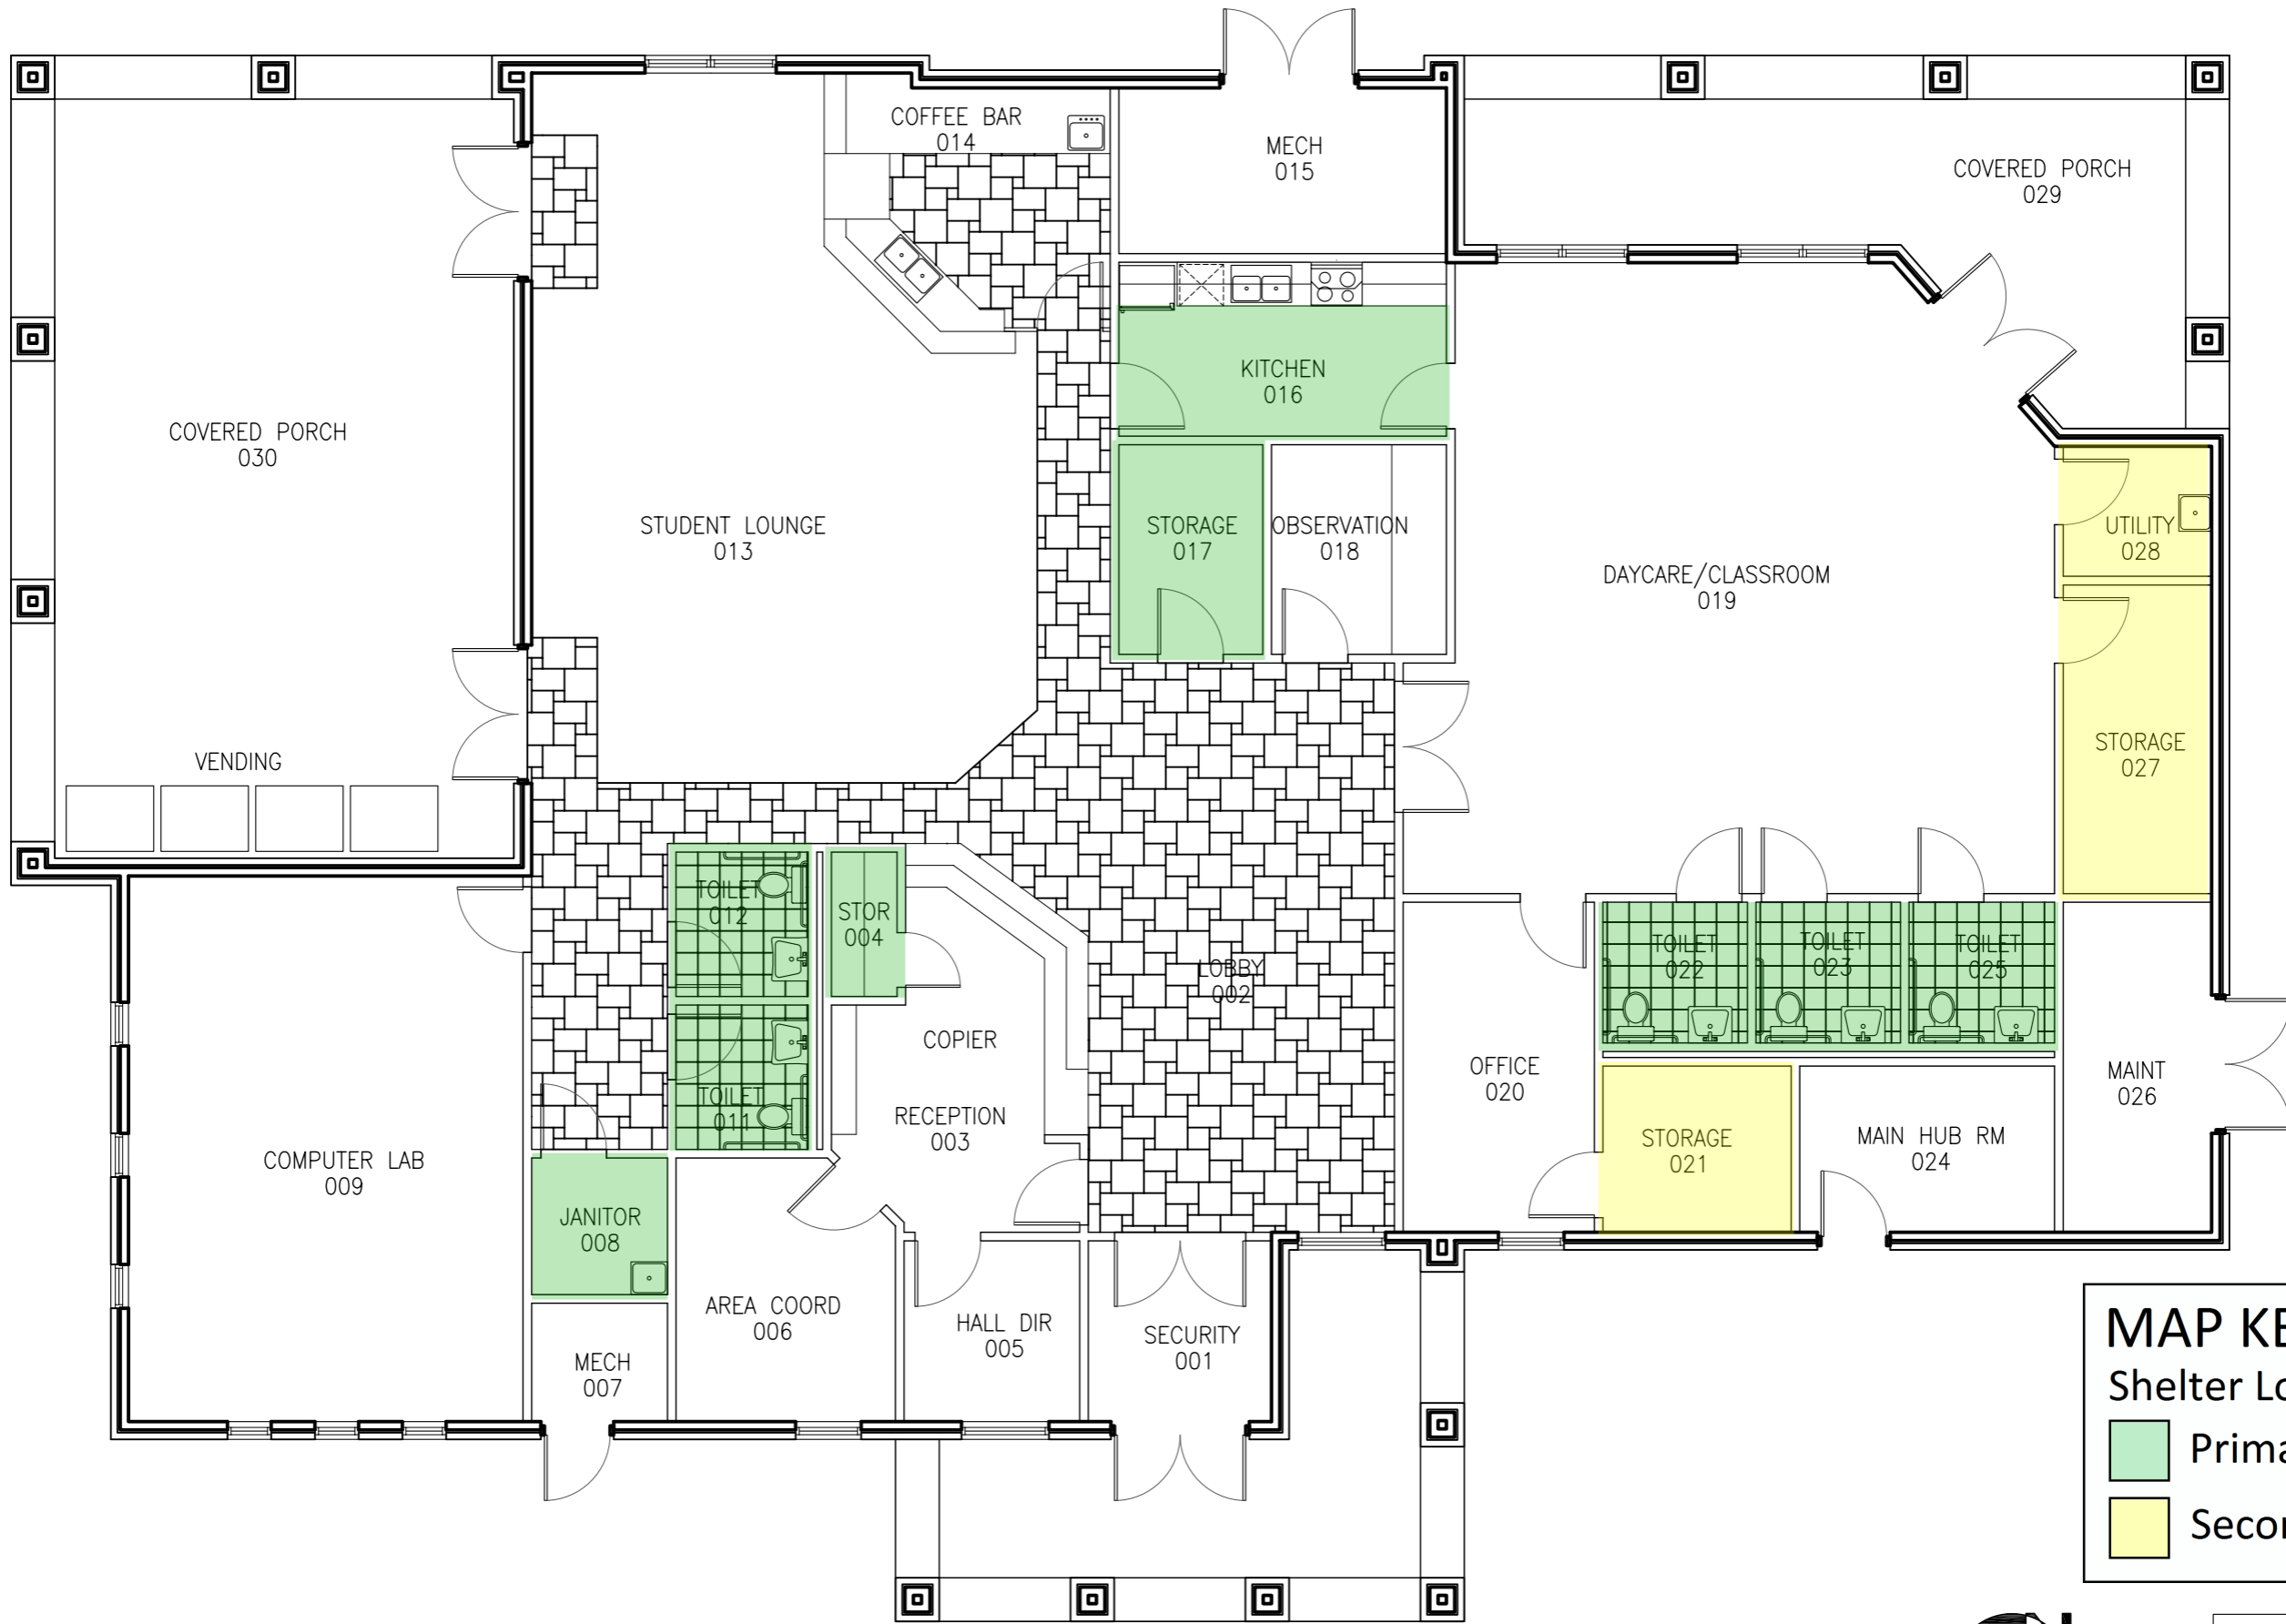 COFFEE BAR
014
MECH
015
COVERED PORCH
029
KITCHEN
016
COVERED PORCH
030
STUDENT LOUNGE
013
STORAGE
017
OBSERVATION
018
UTILITY
028
DAYCARE/CLASSROOM
019
STORAGE
027
VENDING
TOILET
012
STOR
004
LOBBY
002
TOILET
022
TOILET
023
TOILET
025
COPIER
OFFICE
020
MAINT
026
TOILET
011
RECEPTION
003
STORAGE
021
MAIN HUB RM
024
COMPUTER LAB
009
JANITOR
008
AREA COORD
006
HALL DIR
005
SECURITY
001
MECH
007
MAP KE
Shelter Lo
Prima
Secon